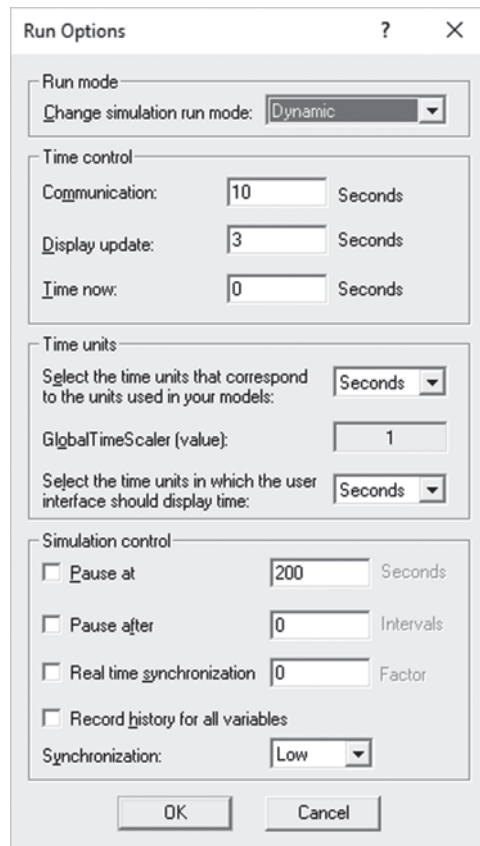 Run Options ? ×
Run mode
Change simulation run mode: Dynamic
Time control
Communication: 10 Seconds
Display update: 3 Seconds
Time now: 0 Seconds
Time units
Select the time units that correspond
to the units used in your models: Seconds
GlobalTimeScaler (value): 1
Select the time units in which the user
interface should display time: Seconds
Simulation control
Pause at 200 Seconds
Pause after 0 Intervals
Real time synchronization 0 Factor
Record history for all variables
Synchronization: Low
OK Cancel